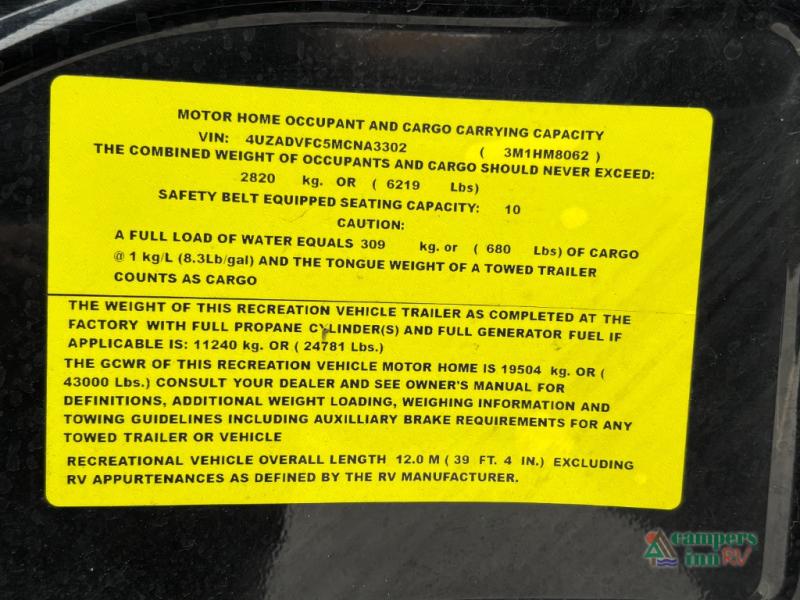 MOTOR HOME OCCUPANT AND CARGO CARRYING CAPACITY
VIN: 4UZADVFC5MCNA3302 ( 3M1HM8062 )
THE COMBINED WEIGHT OF OCCUPANTS AND CARGO SHOULD NEVER EXCEED:
2820 kg. OR ( 6219 Lbs)
SAFETY BELT EQUIPPED SEATING CAPACITY: 10
CAUTION:
A FULL LOAD OF WATER EQUALS 309 kg. or ( 680 Lbs) OF CARGO
@ 1 kg/L (8.3Lb/gal) AND THE TONGUE WEIGHT OF A TOWED TRAILER
COUNTS AS CARGO
THE WEIGHT OF THIS RECREATION VEHICLE TRAILER AS COMPLETED AT THE
FACTORY WITH FULL PROPANE CYLINDER(S) AND FULL GENERATOR FUEL IF
APPLICABLE IS: 11240 kg. OR ( 24781 Lbs.)
THE GCWR OF THIS RECREATION VEHICLE MOTOR HOME IS 19504 kg. OR (
43000 Lbs.) CONSULT YOUR DEALER AND SEE OWNER'S MANUAL FOR
DEFINITIONS, ADDITIONAL WEIGHT LOADING, WEIGHING INFORMATION AND
TOWING GUIDELINES INCLUDING AUXILLIARY BRAKE REQUIREMENTS FOR ANY
TOWED TRAILER OR VEHICLE
RECREATIONAL VEHICLE OVERALL LENGTH 12.0 M ( 39 FT. 4 IN.) EXCLUDING
RV APPURTENANCES AS DEFINED BY THE RV MANUFACTURER.
campers
inn RV